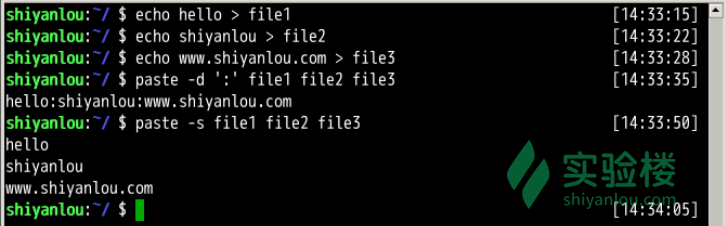 shiyanlou:~/ $ echo hello > file1 [14:33:15]
shiyanlou:~/ $ echo shiyanlou > file2 [14:33:22]
shiyanlou:~/ $ echo www.shiyanlou.com > file3 [14:33:28]
shiyanlou:~/ $ paste -d ':' file1 file2 file3 [14:33:35]
hello:shiyanlou:www.shiyanlou.com
shiyanlou:~/ $ paste -s file1 file2 file3 [14:33:50]
hello
shiyanlou
www.shiyanlou.com
shiyanlou:~/ $ [14:34:05]
实验楼
shiyanlou.com